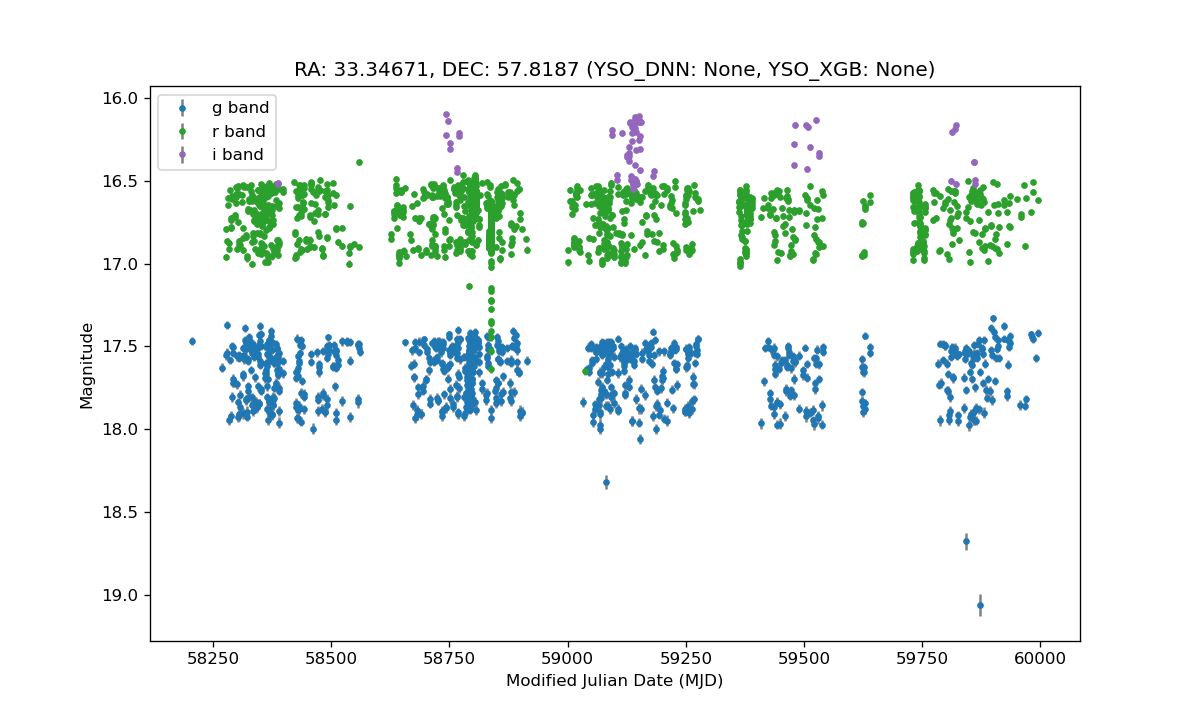 RA: 33.34671, DEC: 57.8187 (YSO_DNN: None, YSO_XGB: None)
g band
r band
i band
16.0
16.5
17.0
17.5
18.0
18.5
19.0
Magnitude
58250 58500 58750 59000 59250 59500 59750 60000
Modified Julian Date (MJD)